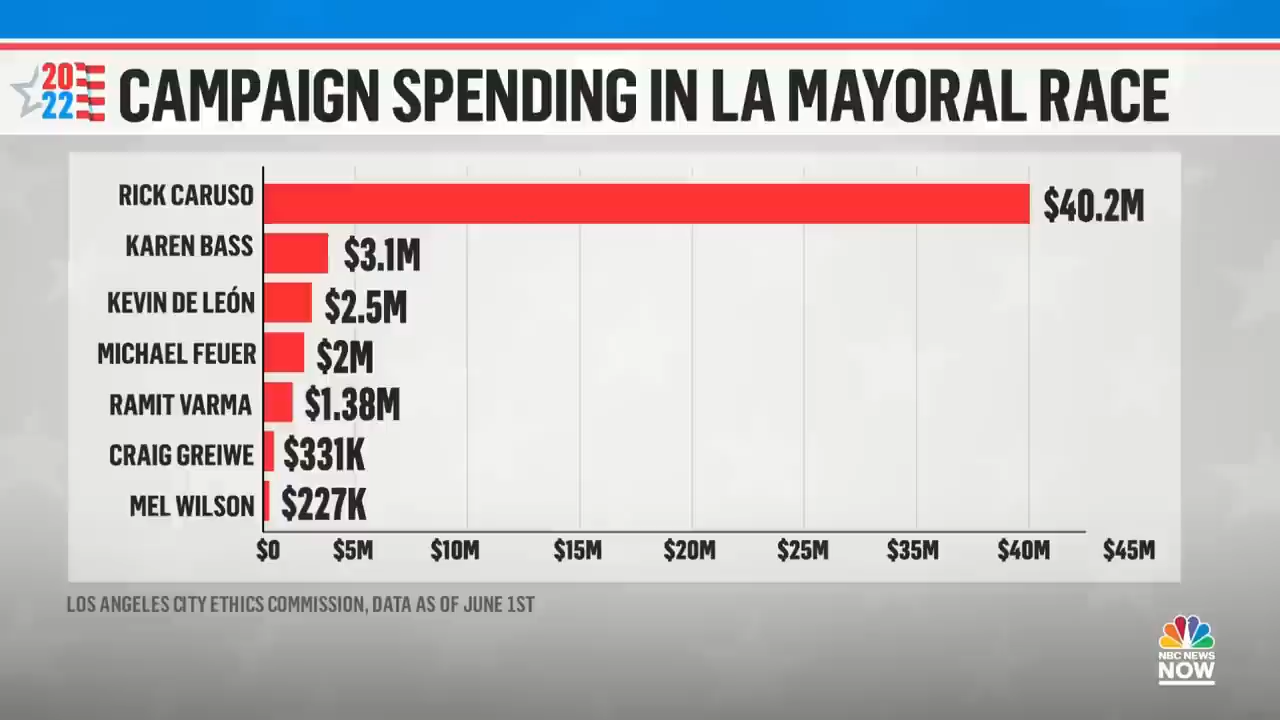 2022 CAMPAIGN SPENDING IN LA MAYORAL RACE
RICK CARUSO $40.2M
KAREN BASS $3.1M
KEVIN DE LEÓN $2.5M
MICHAEL FEUER $2M
RAMIT VARMA $1.38M
CRAIG GREIWE $331K
MEL WILSON $227K
$0 $5M $10M $15M $20M $25M $35M $40M $45M
LOS ANGELES CITY ETHICS COMMISSION, DATA AS OF JUNE 1ST
NBC NEWS
NOW